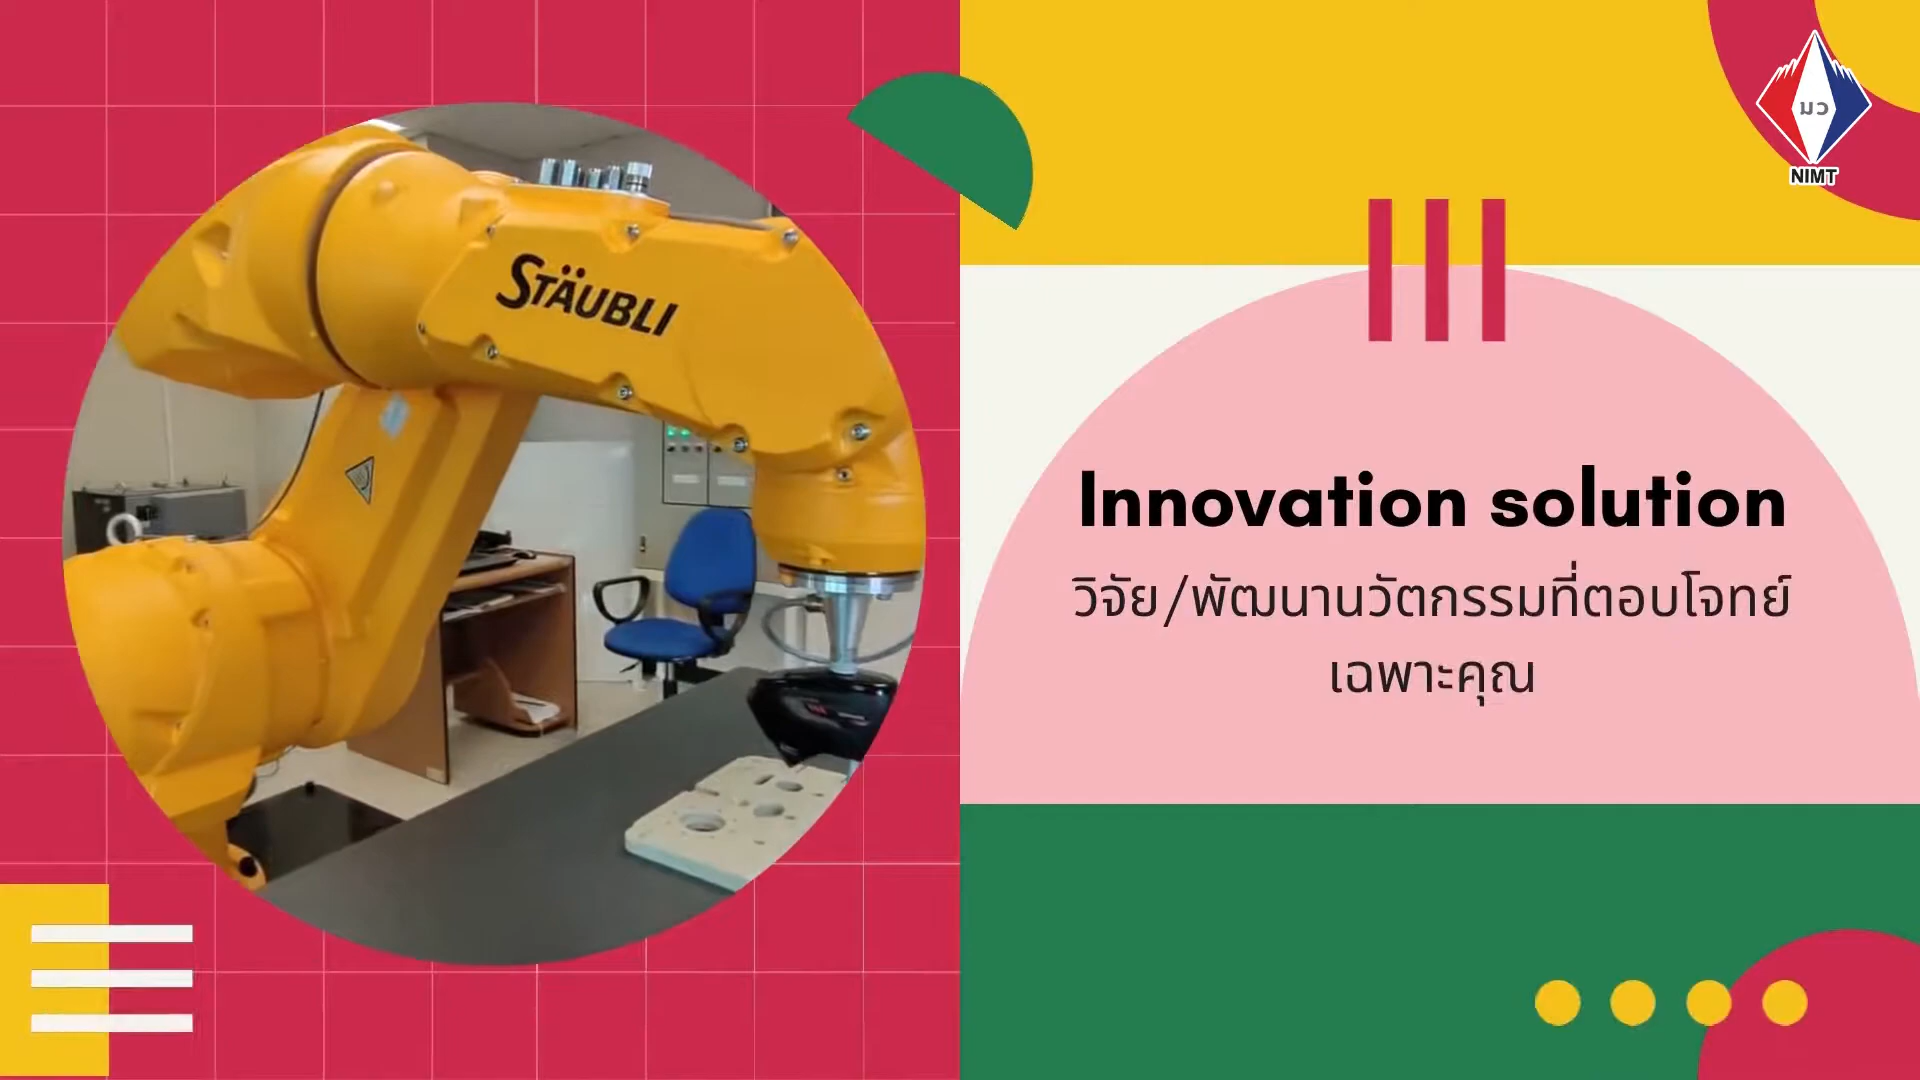 STÄUBLI
มว
NIMT
Innovation solution
วิจัย/พัฒนานวัตกรรมที่ตอบโจทย์
เฉพาะคุณ